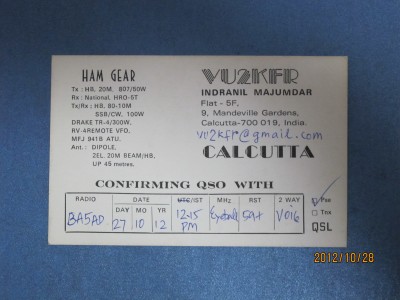 HAM GEAR
Tx : HB, 20M, 807/50W
Rx : National, HRO-5T
Tx/Rx : HB, 80-10M
SSB/CW, 100W
DRAKE TR-4/300W,
RV-4REMOTE VFO,
MFJ 941B ATU.
Ant. : DIPOLE,
2EL. 20M BEAM/HB,
UP 45 metres.
VU2KFR
INDRANIL MAJUMDAR
Flat - 5F,
9, Mandeville Gardens,
Calcutta-700 019, India.
vu2kfr@gmail.com
CALCUTTA
CONFIRMING QSO WITH
RADIO DATE UTC/IST MHz RST 2 WAY
DAY MO YR
BA5AD 27 10 12 12·15 PM 59+
Pse
Tnx
QSL
2012/10/28